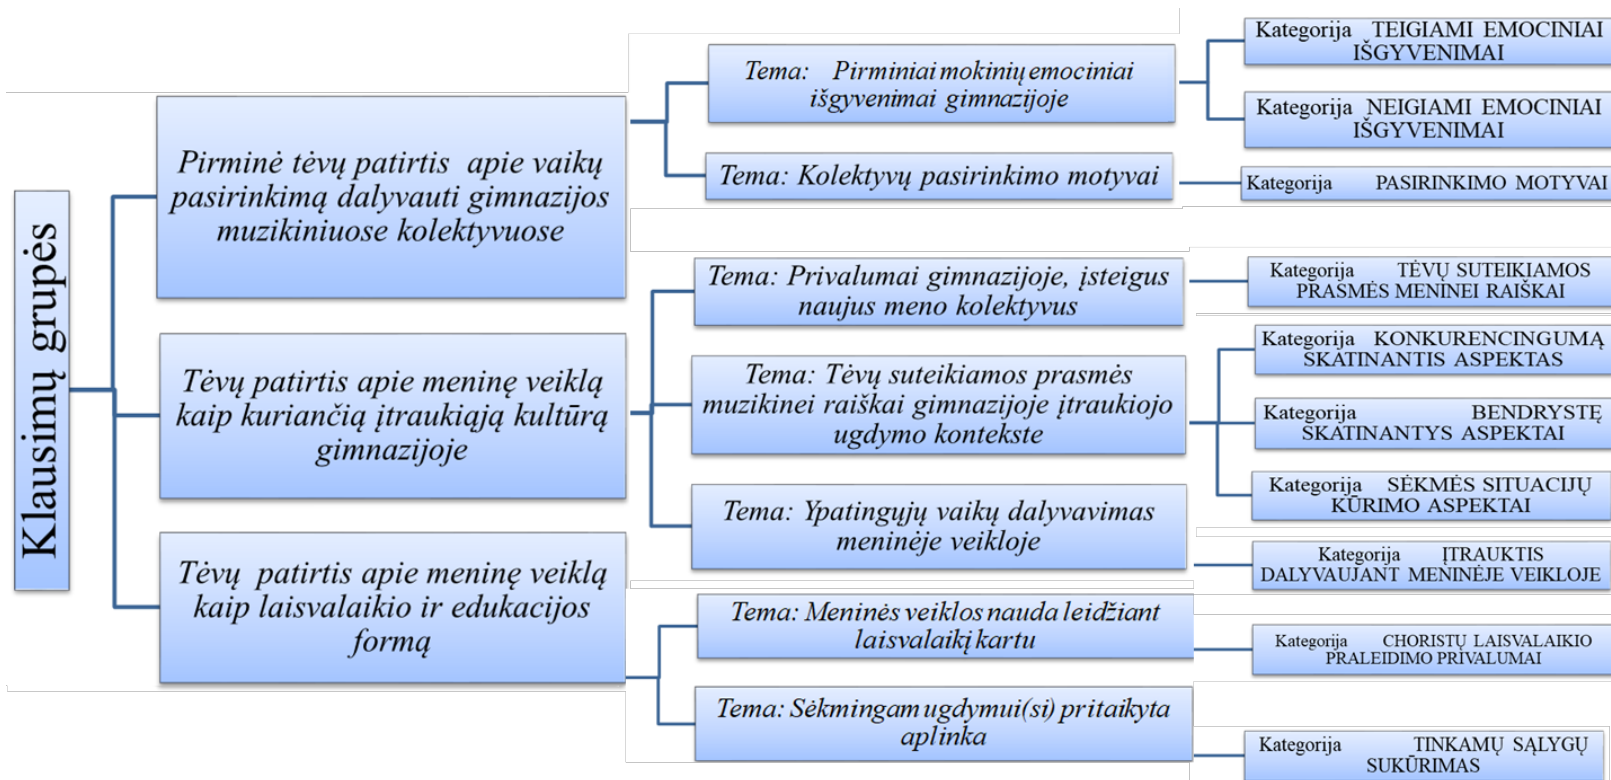 Klausimų grupės
Pirminė tėvų patirtis apie vaikų
pasirinkimą dalyvauti gimnazijos
muzikiniuose kolektyvuose
Tema: Pirminiai mokinių emociniai
išgyvenimai gimnazijoje
Kategorija TEIGIAMI EMOCINIAI
IŠGYVENIMAI
Kategorija NEIGIAMI EMOCINIAI
IŠGYVENIMAI
Tema: Kolektyvų pasirinkimo motyvai
Kategorija PASIRINKIMO MOTYVAI
Tėvų patirtis apie meninę veiklą
kaip kuriančią įtraukiąją kultūrą
gimnazijoje
Tema: Privalumai gimnazijoje, įsteigus
naujus meno kolektyvus
Kategorija TĖVŲ SUTEIKIAMOS
PRASMĖS MENINEI RAIŠKAI
Tema: Tėvų suteikiamos prasmės
muzikinei raiškai gimnazijoje įtraukiojo
ugdymo kontekste
Kategorija KONKURENCINGUMĄ
SKATINANTIS ASPEKTAS
Kategorija BENDRYSTĘ
SKATINANTYS ASPEKTAI
Kategorija SĖKMĖS SITUACIJŲ
KŪRIMO ASPEKTAI
Tema: Ypatingųjų vaikų dalyvavimas
meninėje veikloje
Kategorija ĮTRAUKTIS
DALYVAUJANT MENINĖJE VEIKLOJE
Tėvų patirtis apie meninę veiklą
kaip laisvalaikio ir edukacijos
formą
Tema: Meninės veiklos nauda leidžiant
laisvalaikį kartu
Kategorija CHORISTŲ LAISVALAIKIO
PRALEIDIMO PRIVALUMAI
Tema: Sėkmingam ugdymui(si) pritaikyta
aplinka
Kategorija TINKAMŲ SĄLYGŲ
SUKŪRIMAS